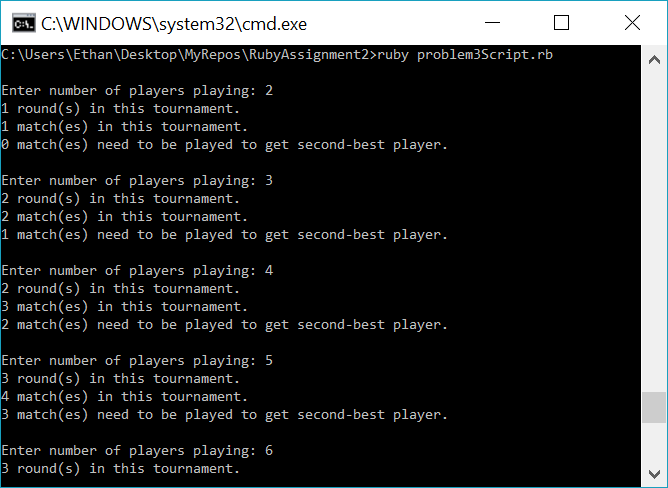 C:\WINDOWS\system32\cmd.exe
C:\Users\Ethan\Desktop\MyRepos\RubyAssignment2>ruby problem3Script.rb
Enter number of players playing: 2
1 round(s) in this tournament.
1 match(es) in this tournament.
0 match(es) need to be played to get second-best player.
Enter number of players playing: 3
2 round(s) in this tournament.
2 match(es) in this tournament.
1 match(es) need to be played to get second-best player.
Enter number of players playing: 4
2 round(s) in this tournament.
3 match(es) in this tournament.
2 match(es) need to be played to get second-best player.
Enter number of players playing: 5
3 round(s) in this tournament.
4 match(es) in this tournament.
3 match(es) need to be played to get second-best player.
Enter number of players playing: 6
3 round(s) in this tournament.